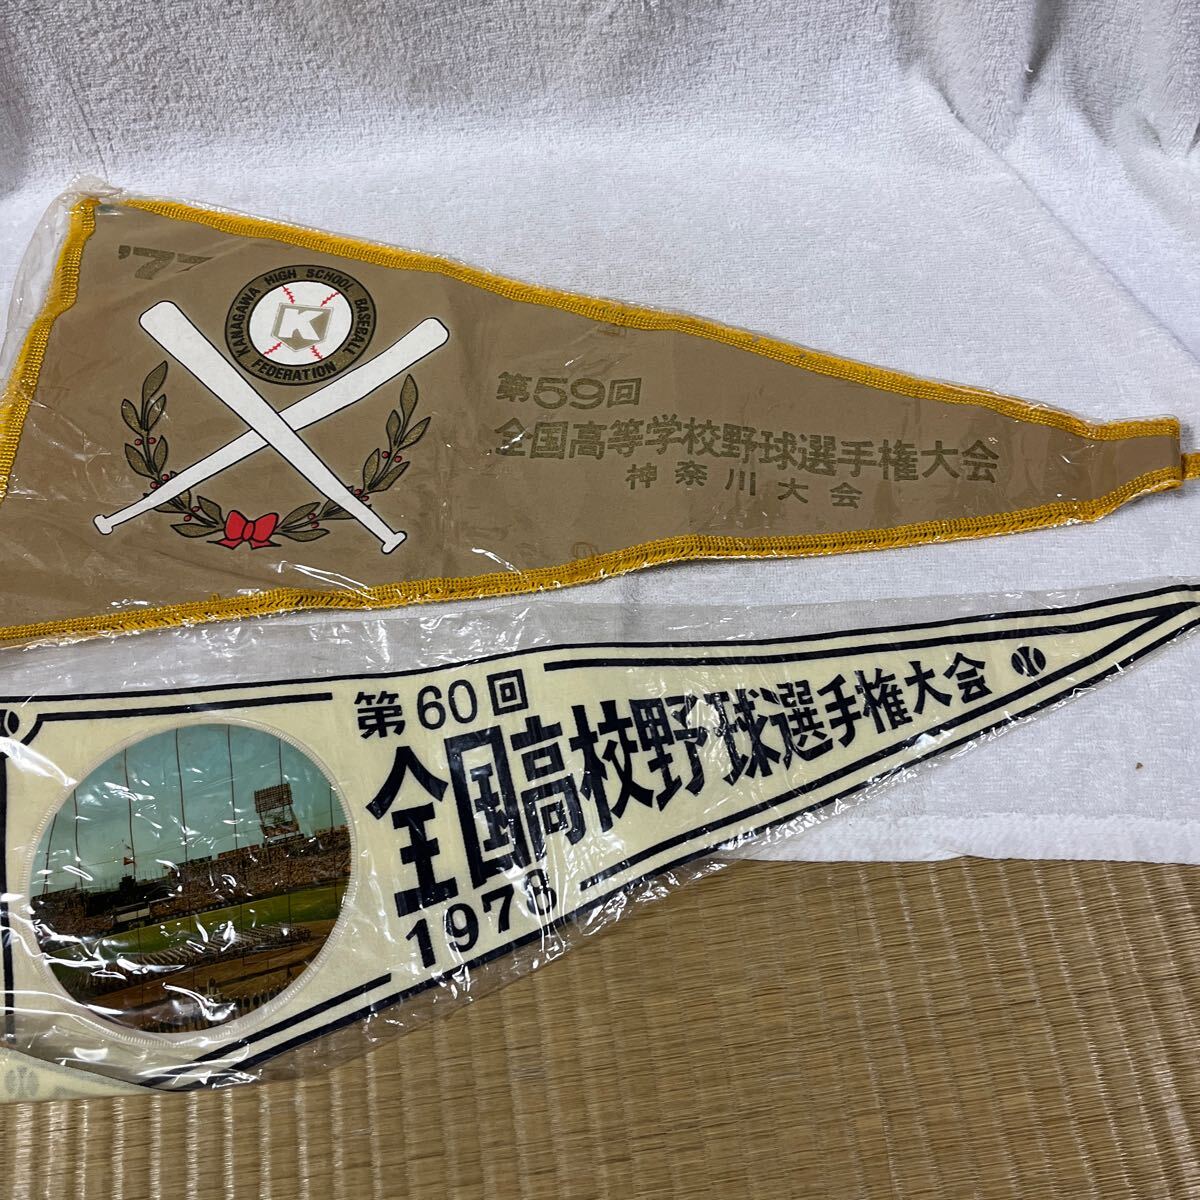 '77
KANAGAWA HIGH SCHOOL BASEBALL
FEDERATION
K
第59回
全国高等学校野球選手権大会
神奈川大会
第60回
全国高校野球選手権大会
1978